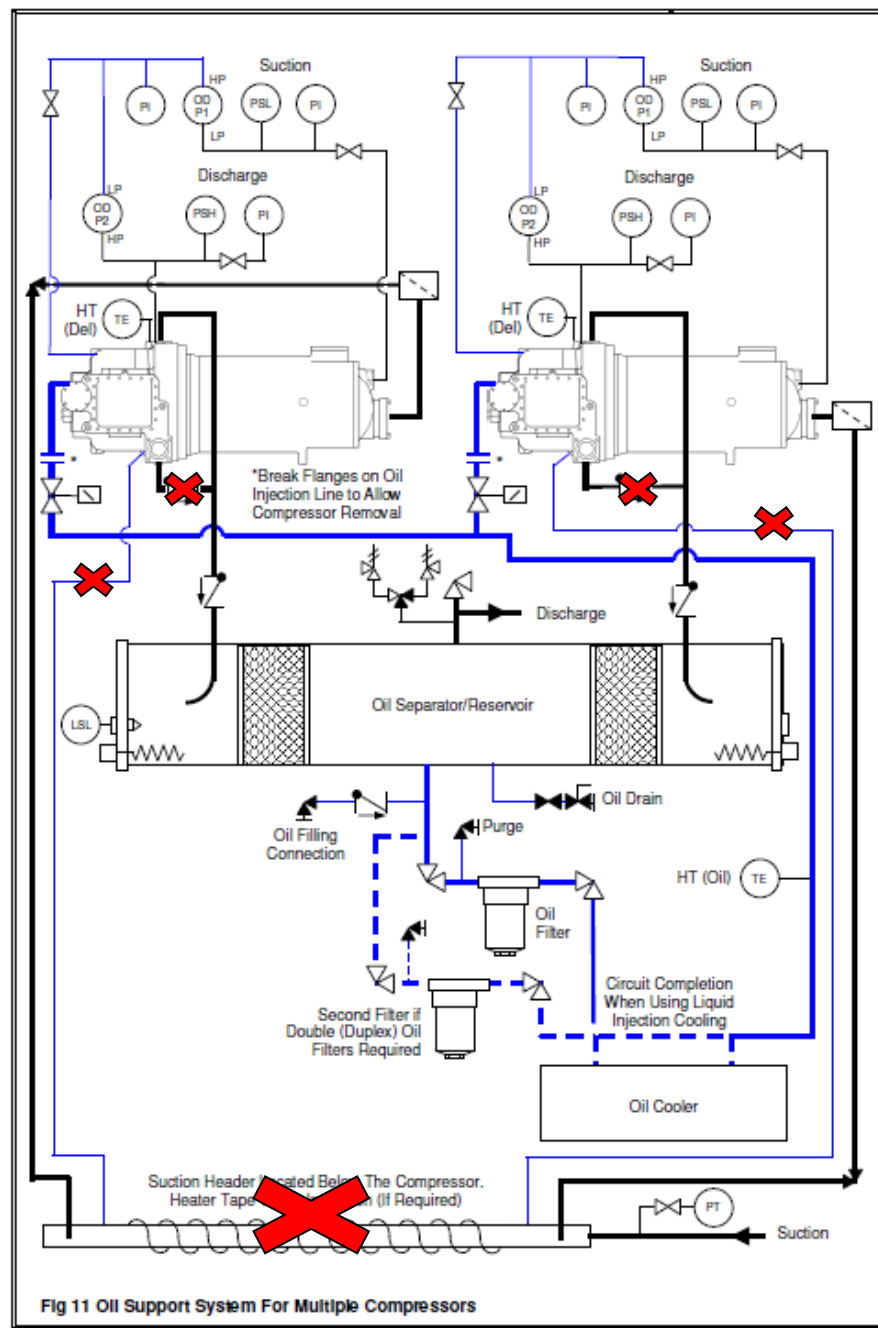 Suction
Suction
HP
HP
PI
OD
P1
PSL
PI
PI
OD
P1
PSL
PI
LP
LP
Discharge
Discharge
LP
LP
OD
P2
PSH
PI
OD
P2
PSH
PI
HP
HP
HT
(Del)
TE
HT
(Del)
TE
*
*Break Flanges on Oil
Injection Line to Allow
Compressor Removal
*
Discharge
Oil Separator/Reservoir
LSL
Oil Drain
Oil Filling
Connection
Purge
HT (Oil)
TE
Oil
Filter
Second Filter if
Double (Duplex) Oil
Filters Required
Circuit Completion
When Using Liquid
Injection Cooling
Oil Cooler
Suction Header Located Below The Compressor.
Heater Tape (If Required)
PT
Suction
Fig 11 Oil Support System For Multiple Compressors